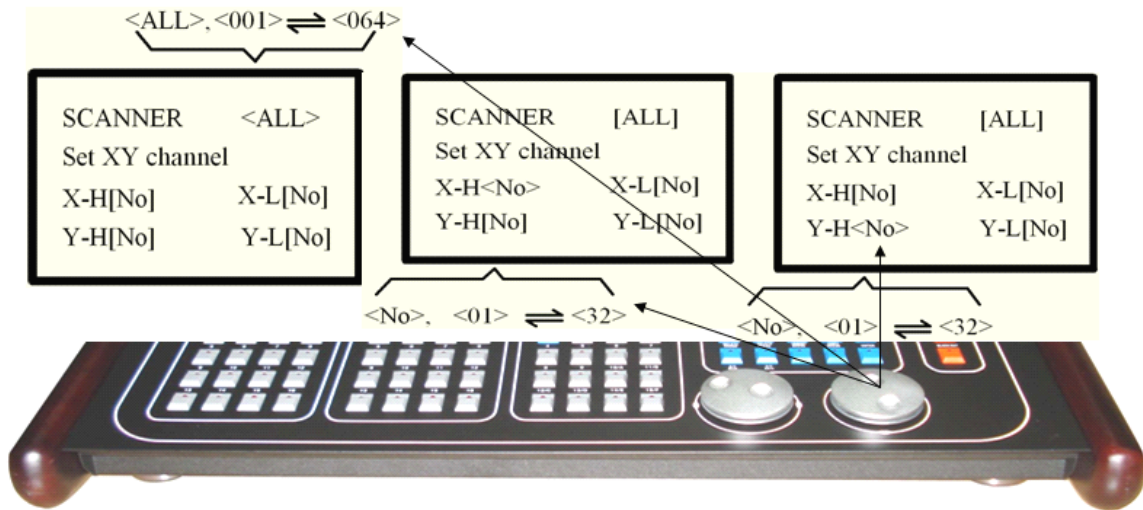 <ALL>, <001> ⇌ <064>
SCANNER <ALL>
Set XY channel
X-H[No] X-L[No]
Y-H[No] Y-L[No]
SCANNER [ALL]
Set XY channel
X-H<No> X-L[No]
Y-H[No] Y-L[No]
<No>, <01> ⇌ <32>
SCANNER [ALL]
Set XY channel
X-H[No] X-L[No]
Y-H<No> Y-L[No]
<No>, <01> ⇌ <32>